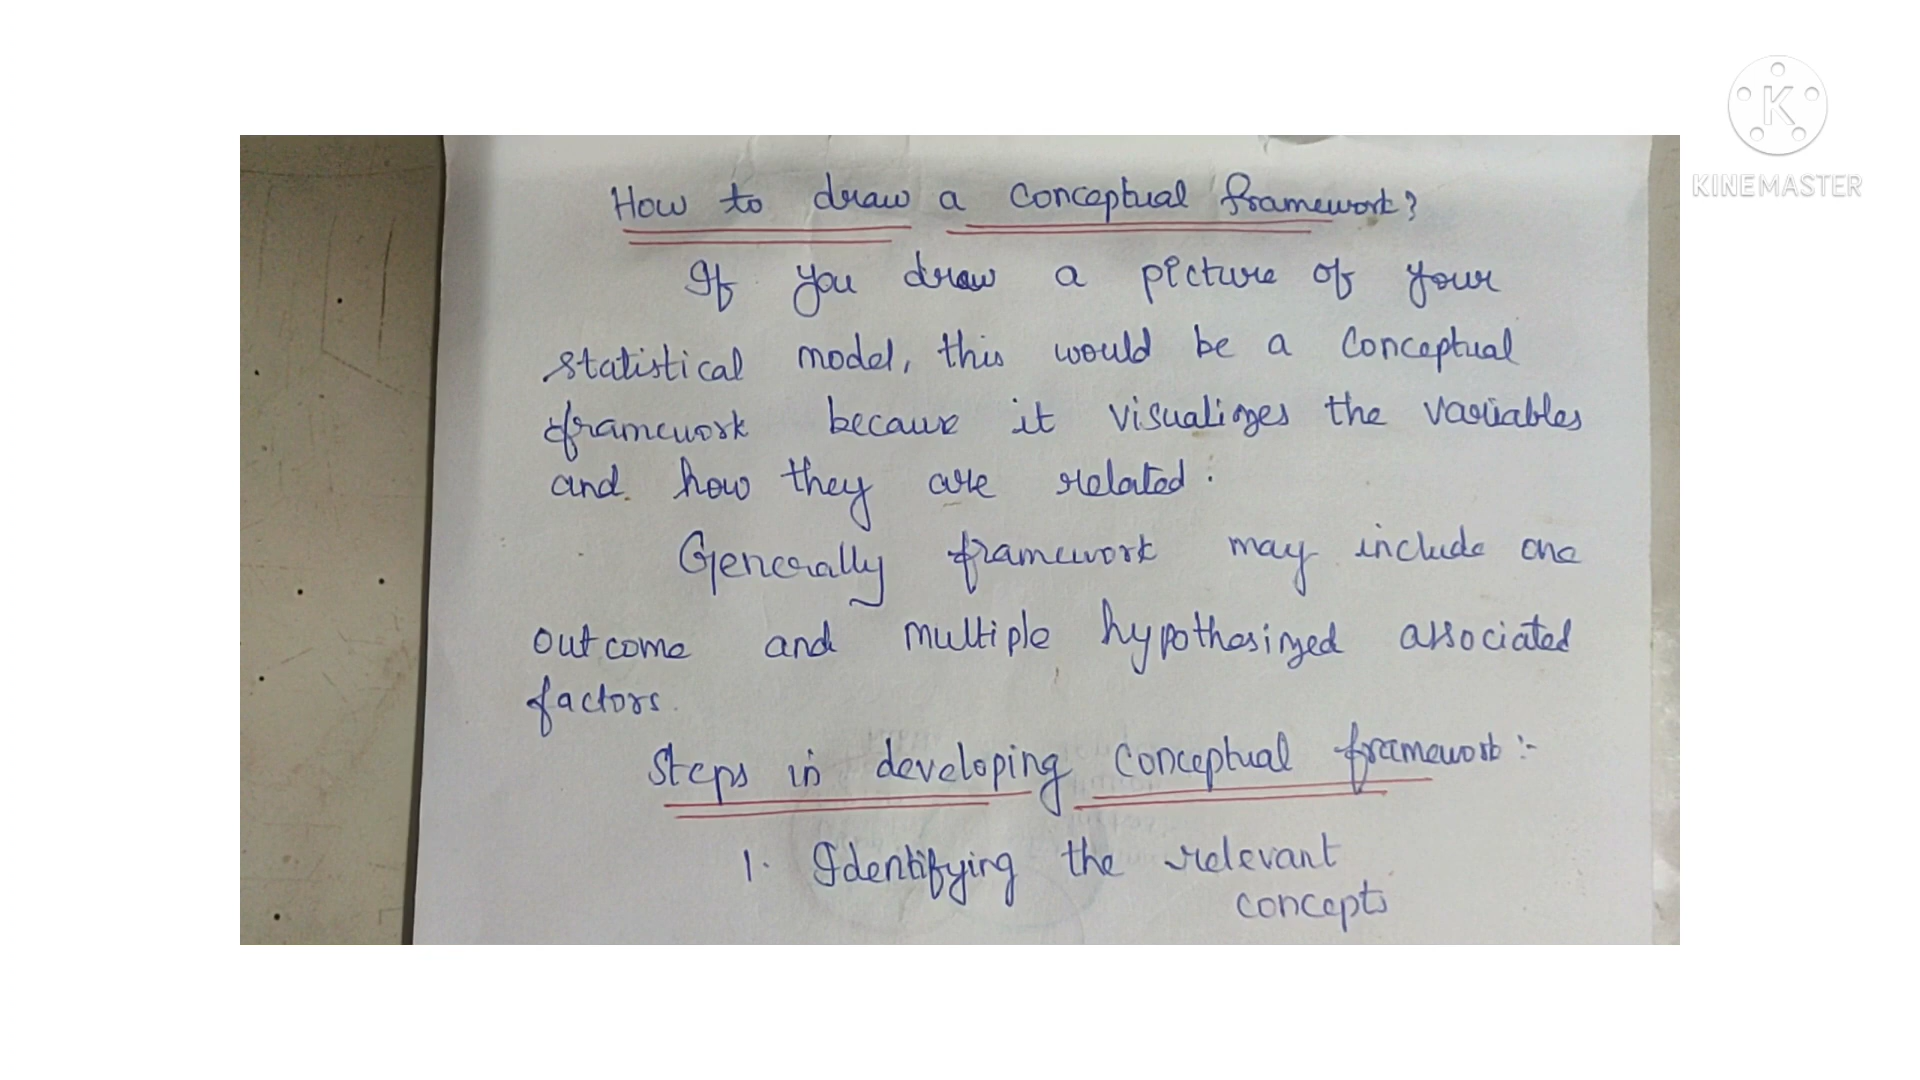 How to draw a conceptual framework?
If you draw a picture of your
statistical model, this would be a conceptual
framework because it visualizes the variables
and how they are related.
Generally framework may include one
outcome and multiple hypothesized associated
factors.
Steps in developing conceptual framework :-
1. Identifying the relevant
concepts
KINEMASTER